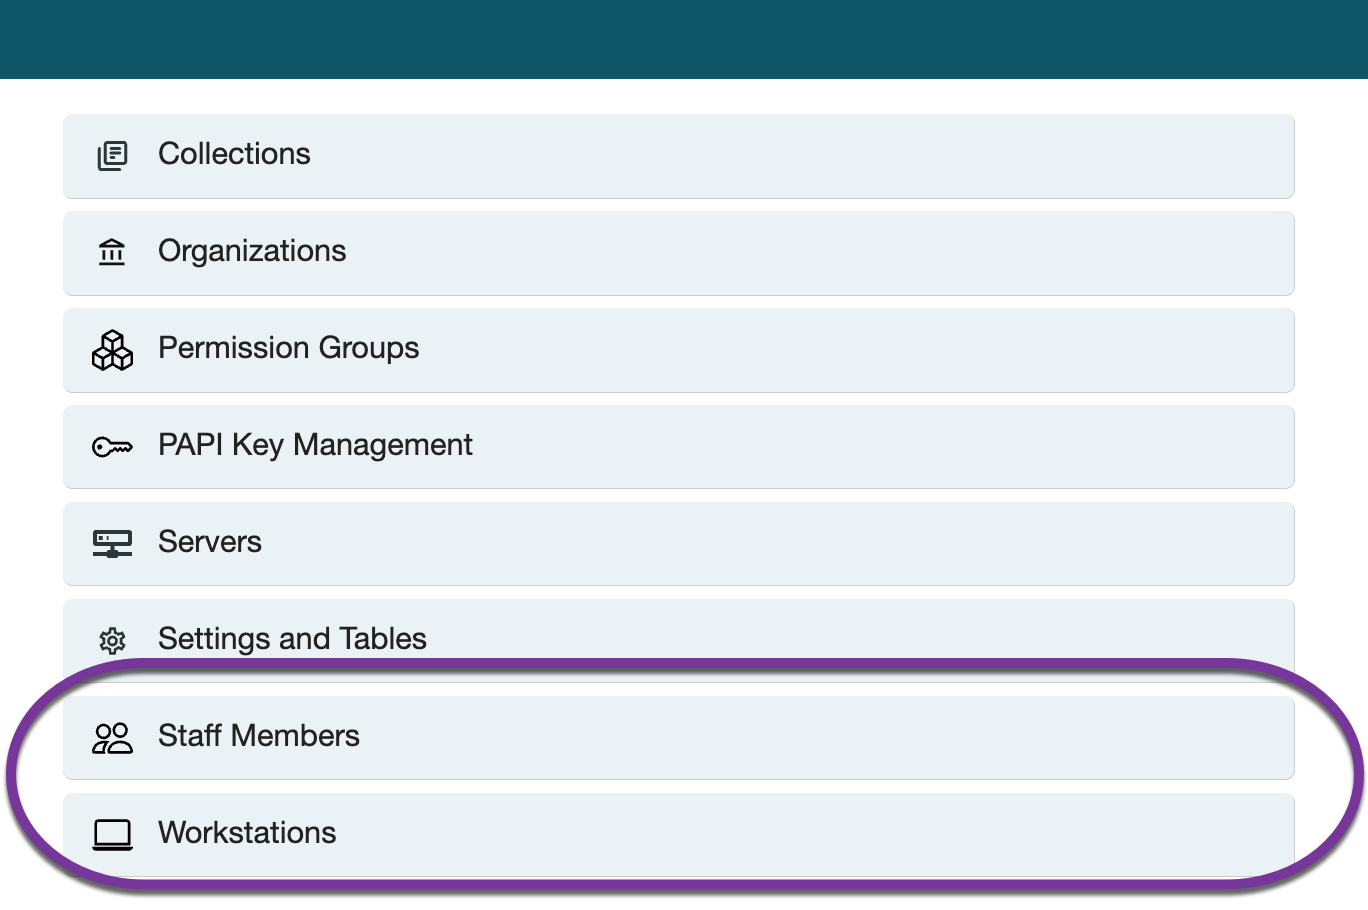 Collections
Organizations
Permission Groups
PAPI Key Management
Servers
Settings and Tables
Staff Members
Workstations